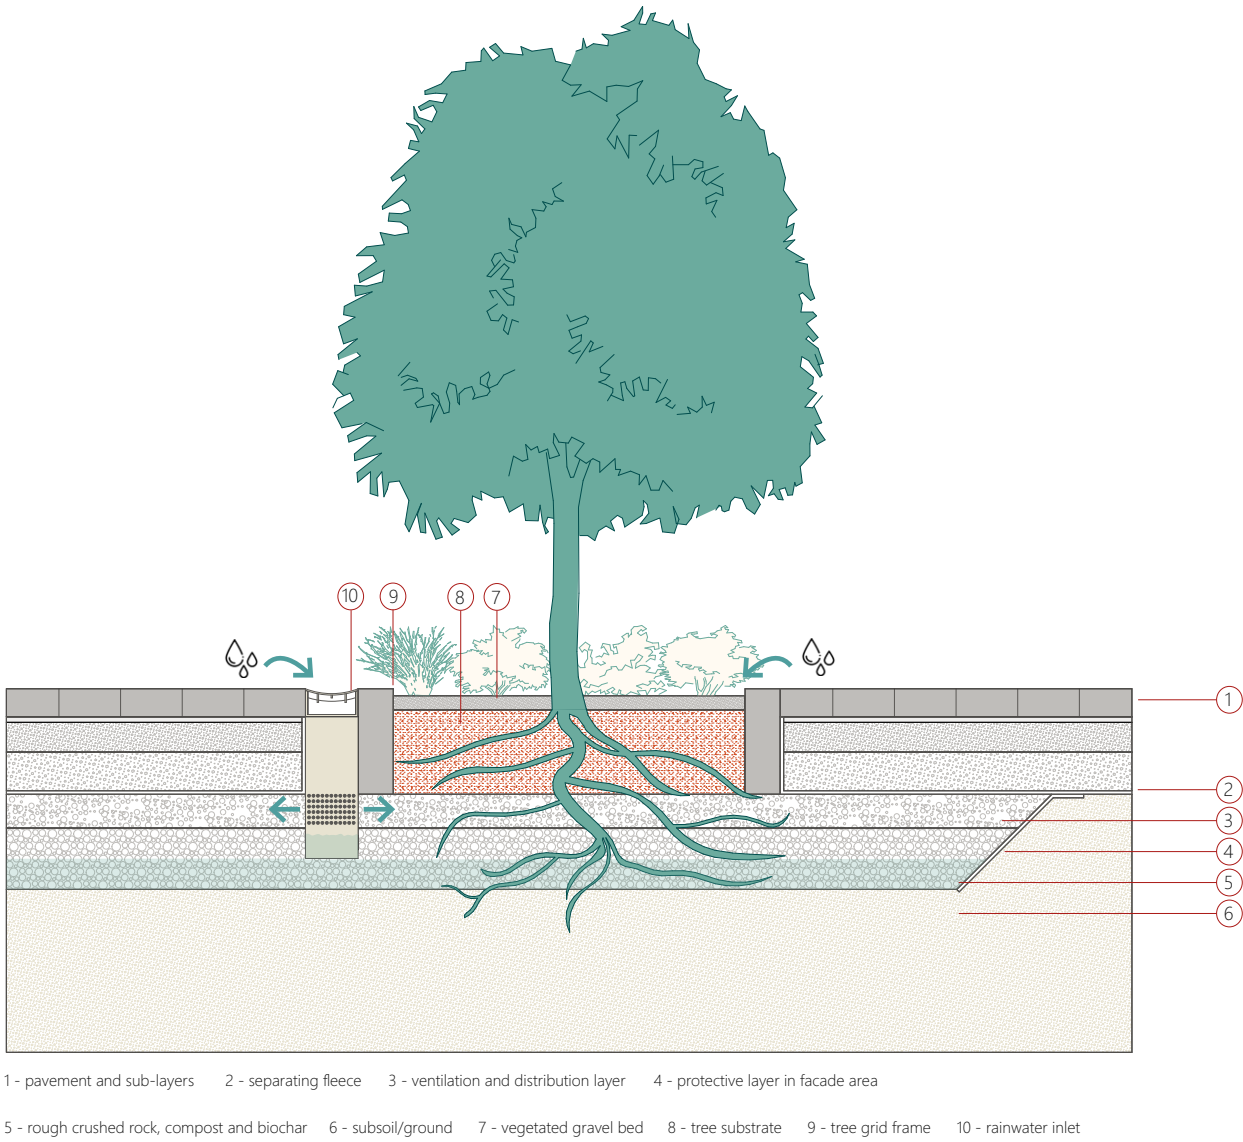 10 9 8 7
1
2
3
4
5
6
1 - pavement and sub-layers 2 - separating fleece 3 - ventilation and distribution layer 4 - protective layer in facade area
5 - rough crushed rock, compost and biochar 6 - subsoil/ground 7 - vegetated gravel bed 8 - tree substrate 9 - tree grid frame 10 - rainwater inlet